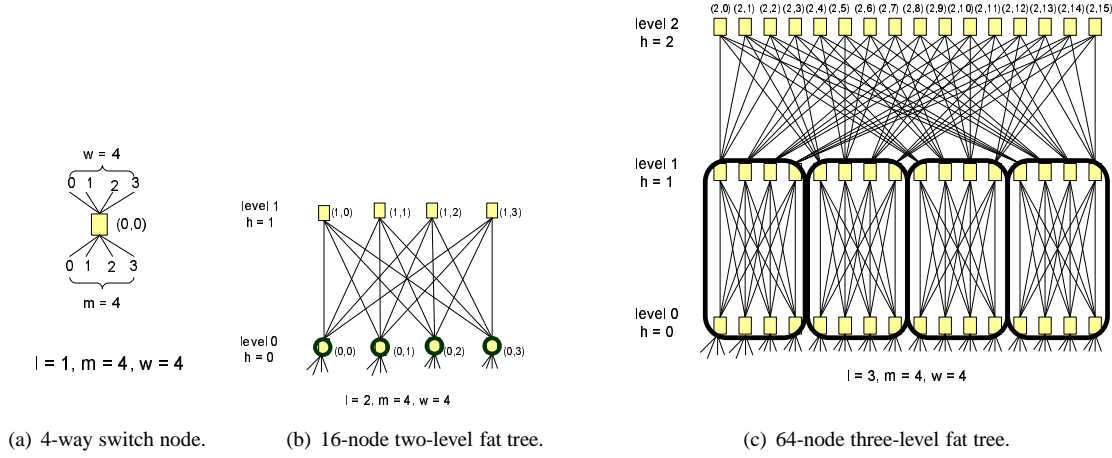 w = 4
0 1 2 3
(0,0)
0 1 2 3
m = 4
l = 1, m = 4, w = 4
(a) 4-way switch node.
level 1
h = 1
(1,0) (1,1) (1,2) (1,3)
level 0
h = 0
(0,0) (0,1) (0,2) (0,3)
l = 2, m = 4, w = 4
(b) 16-node two-level fat tree.
(2,0) (2,1) (2,2) (2,3) (2,4) (2,5) (2,6) (2,7) (2,8) (2,9) (2,10) (2,11) (2,12) (2,13) (2,14) (2,15)
level 2
h = 2
level 1
h = 1
level 0
h = 0
l = 3, m = 4, w = 4
(c) 64-node three-level fat tree.